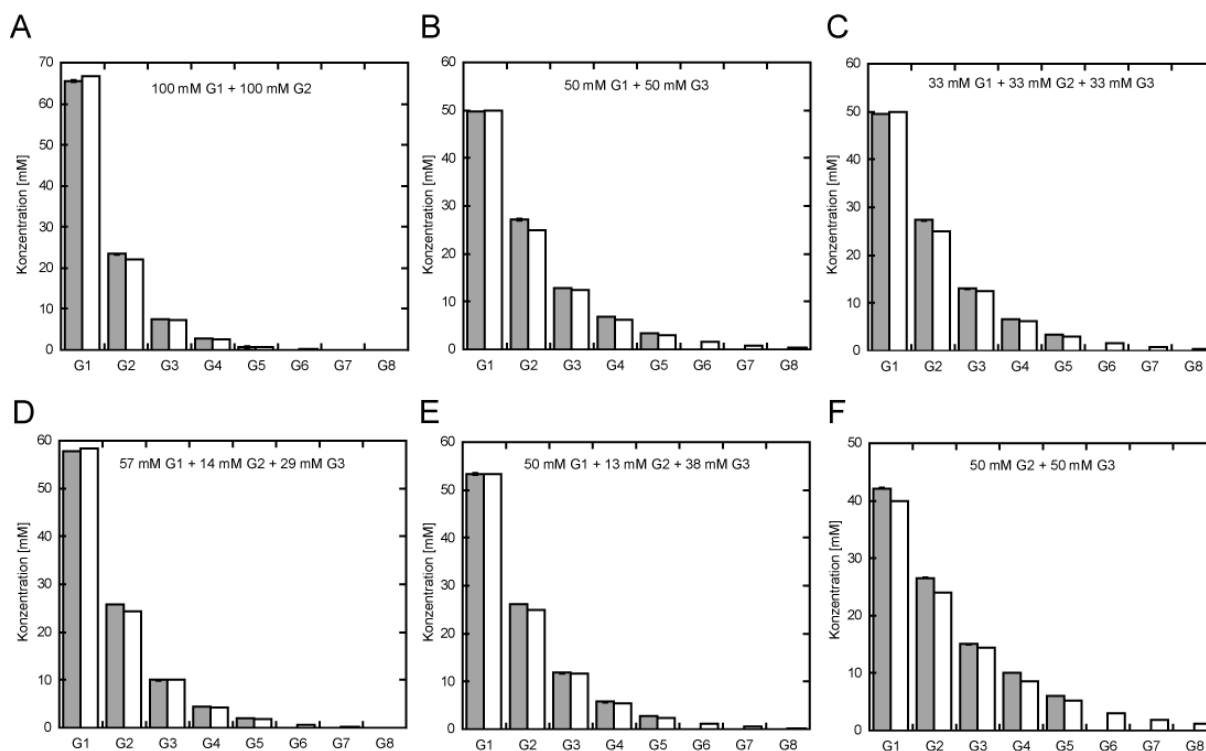 A
100 mM G1 + 100 mM G2
Konzentration [mM]
70
60
50
40
30
20
10
0
G1 G2 G3 G4 G5 G6 G7 G8
B
50 mM G1 + 50 mM G3
Konzentration [mM]
60
50
40
30
20
10
0
G1 G2 G3 G4 G5 G6 G7 G8
C
33 mM G1 + 33 mM G2 + 33 mM G3
Konzentration [mM]
60
50
40
30
20
10
0
G1 G2 G3 G4 G5 G6 G7 G8
D
57 mM G1 + 14 mM G2 + 29 mM G3
Konzentration [mM]
60
50
40
30
20
10
0
G1 G2 G3 G4 G5 G6 G7 G8
E
50 mM G1 + 13 mM G2 + 38 mM G3
Konzentration [mM]
60
50
40
30
20
10
0
G1 G2 G3 G4 G5 G6 G7 G8
F
50 mM G2 + 50 mM G3
Konzentration [mM]
50
40
30
20
10
0
G1 G2 G3 G4 G5 G6 G7 G8